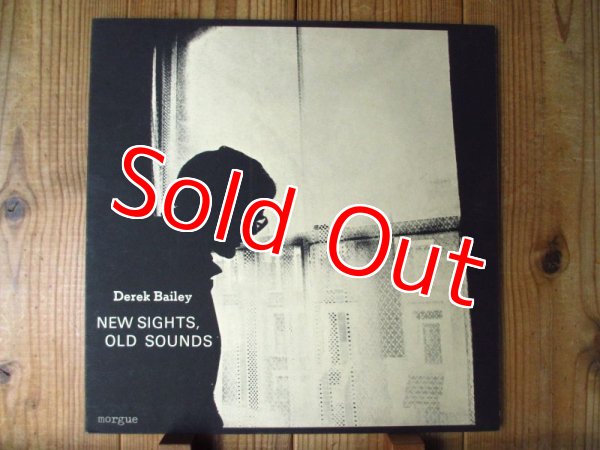 Sold Out
Derek Bailey
NEW SIGHTS,
OLD SOUNDS
morgue